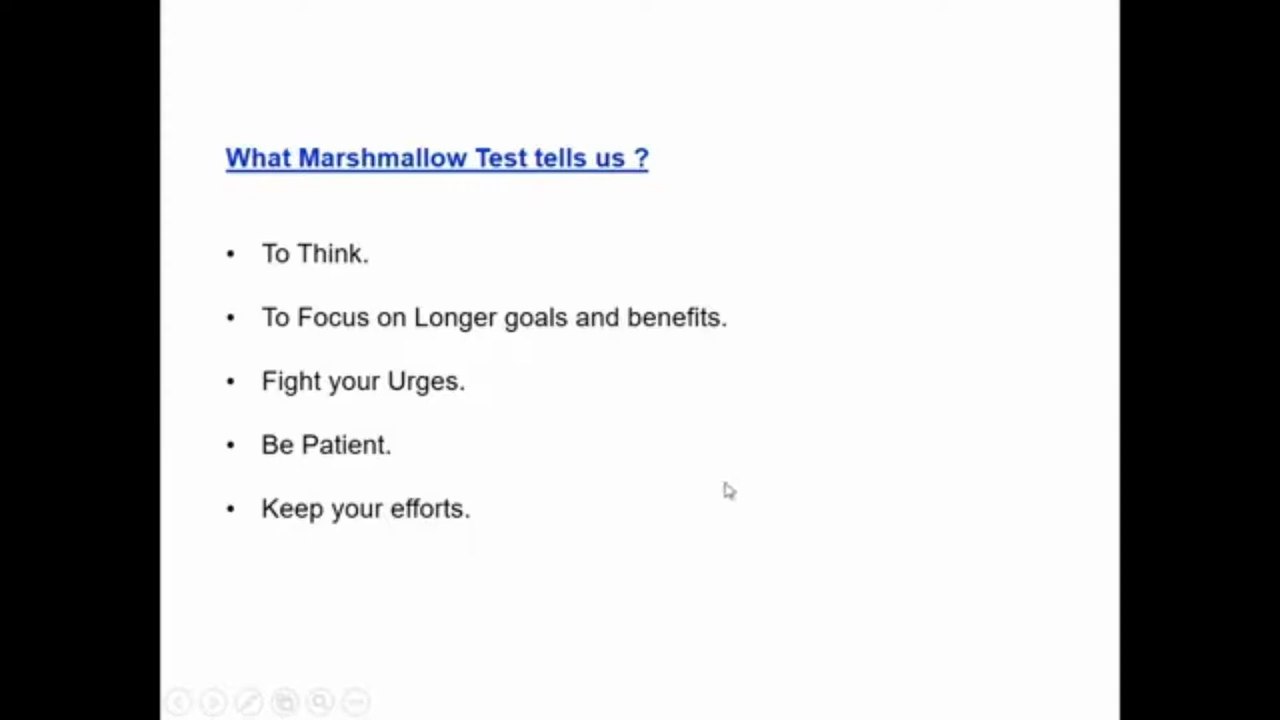 What Marshmallow Test tells us ?
• To Think.
• To Focus on Longer goals and benefits.
• Fight your Urges.
• Be Patient.
• Keep your efforts.